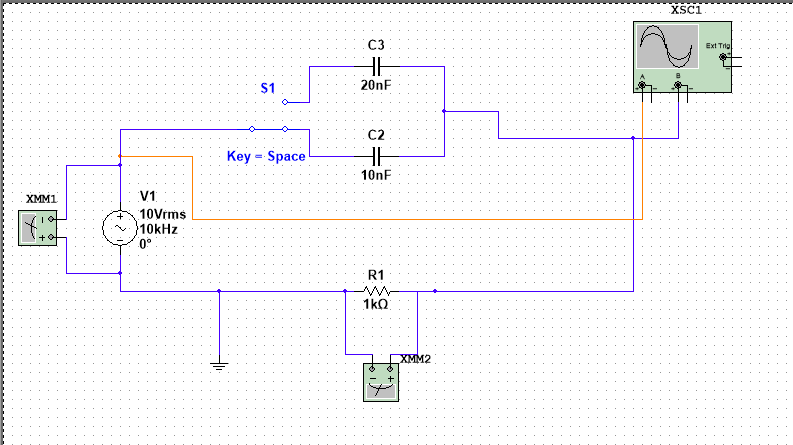 XSC1
Ext Trig
+
-
A
B
+ - + -
C3
20nF
S1
C2
10nF
Key = Space
XMM1
- +
V1
10Vrms
10kHz
0°
+
-
R1
1kΩ
XMM2
- +